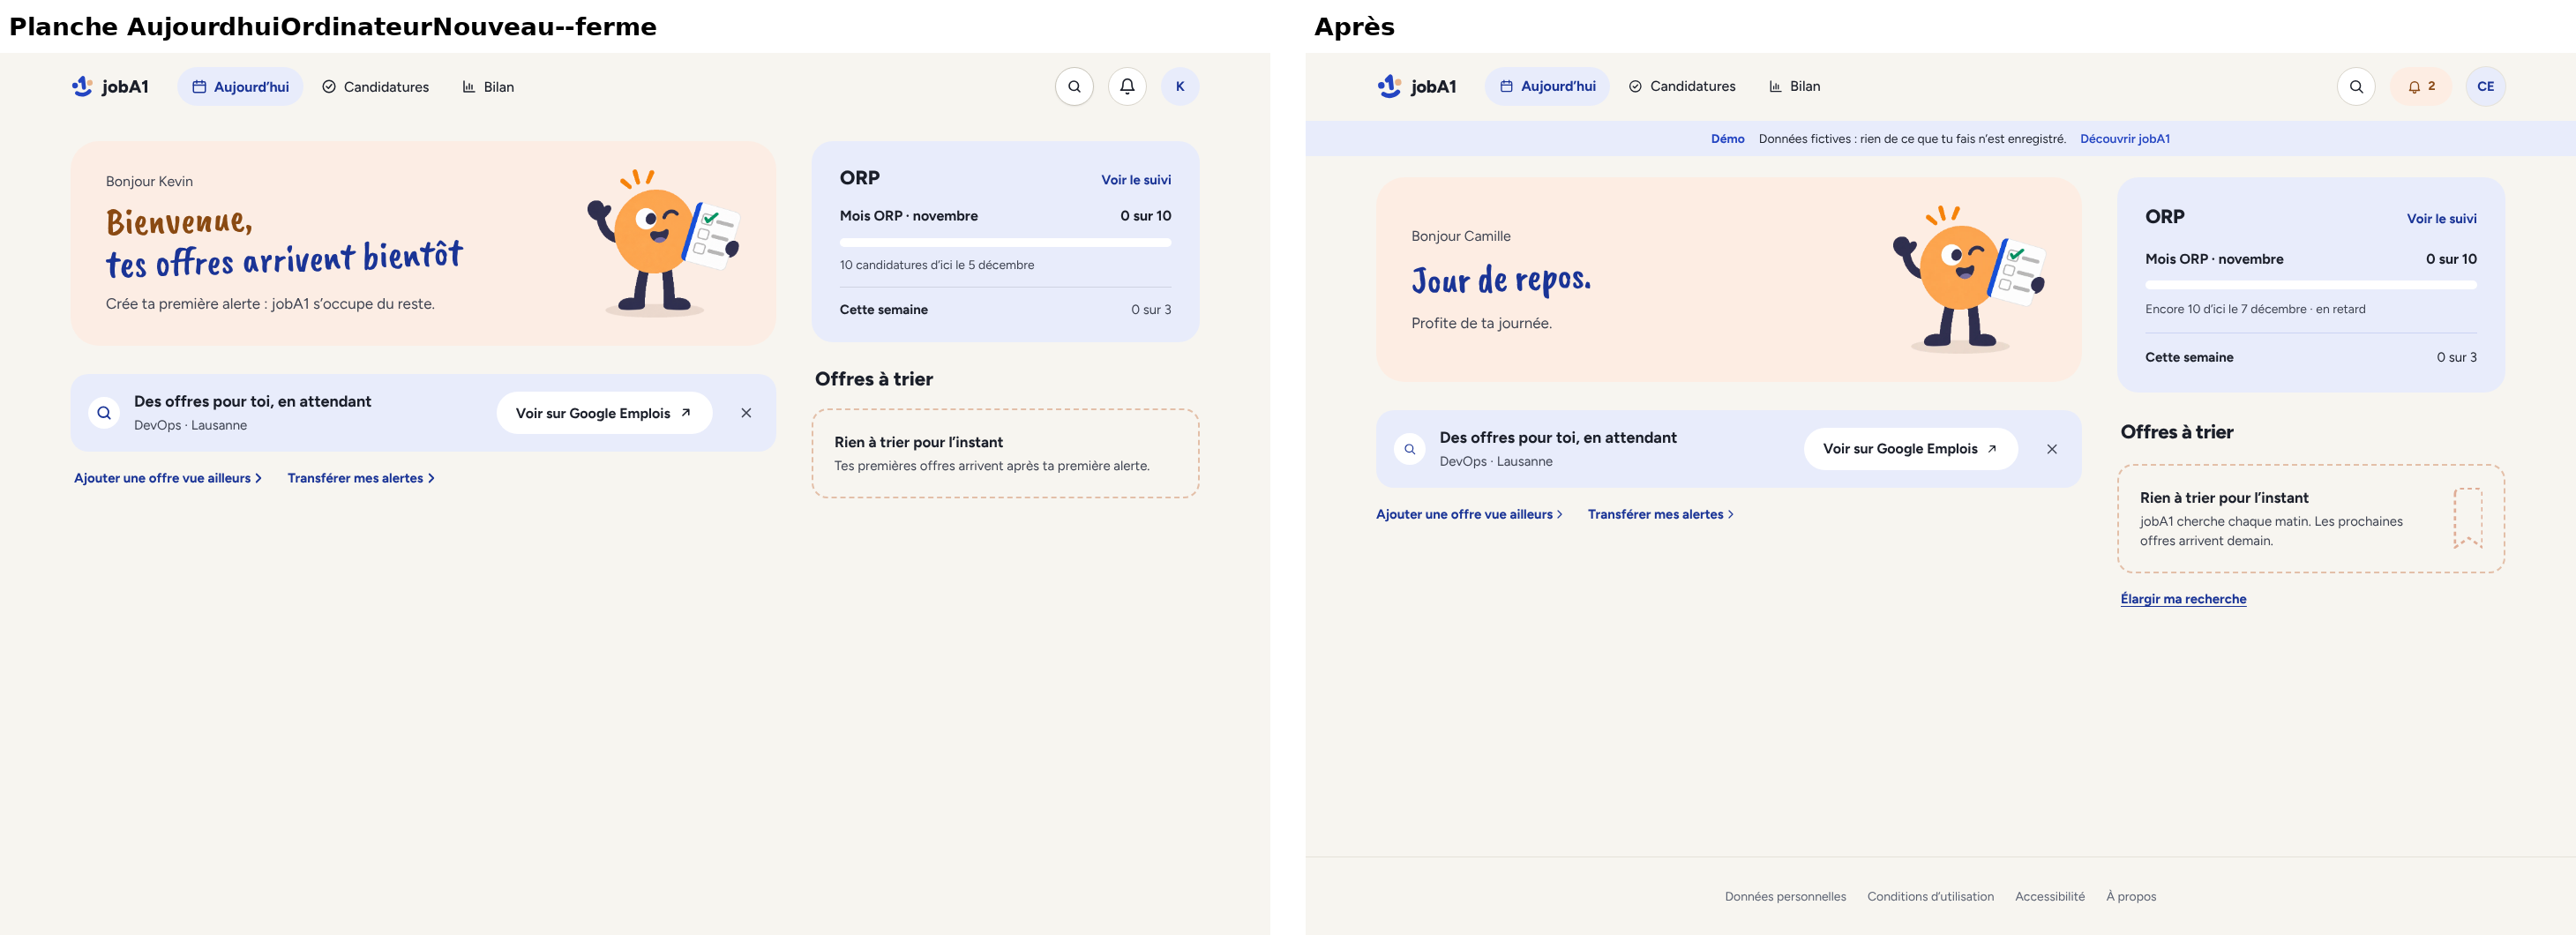 Planche AujourdhuiOrdinateurNouveau--ferme
jobA1
Aujourd’hui
Candidatures
Bilan
K
Bonjour Kevin
Bienvenue,
tes offres arrivent bientôt
Crée ta première alerte : jobA1 s’occupe du reste.
Des offres pour toi, en attendant
DevOps · Lausanne
Voir sur Google Emplois
Ajouter une offre vue ailleurs
Transférer mes alertes
ORP
Voir le suivi
Mois ORP · novembre
0 sur 10
10 candidatures d’ici le 5 décembre
Cette semaine
0 sur 3
Offres à trier
Rien à trier pour l’instant
Tes premières offres arrivent après ta première alerte.
Après
jobA1
Aujourd’hui
Candidatures
Bilan
2
CE
Démo Données fictives : rien de ce que tu fais n’est enregistré. Découvrir jobA1
Bonjour Camille
Jour de repos.
Profite de ta journée.
Des offres pour toi, en attendant
DevOps · Lausanne
Voir sur Google Emplois
Ajouter une offre vue ailleurs
Transférer mes alertes
ORP
Voir le suivi
Mois ORP · novembre
0 sur 10
Encore 10 d’ici le 7 décembre · en retard
Cette semaine
0 sur 3
Offres à trier
Rien à trier pour l’instant
jobA1 cherche chaque matin. Les prochaines
offres arrivent demain.
Élargir ma recherche
Données personnelles
Conditions d’utilisation
Accessibilité
À propos